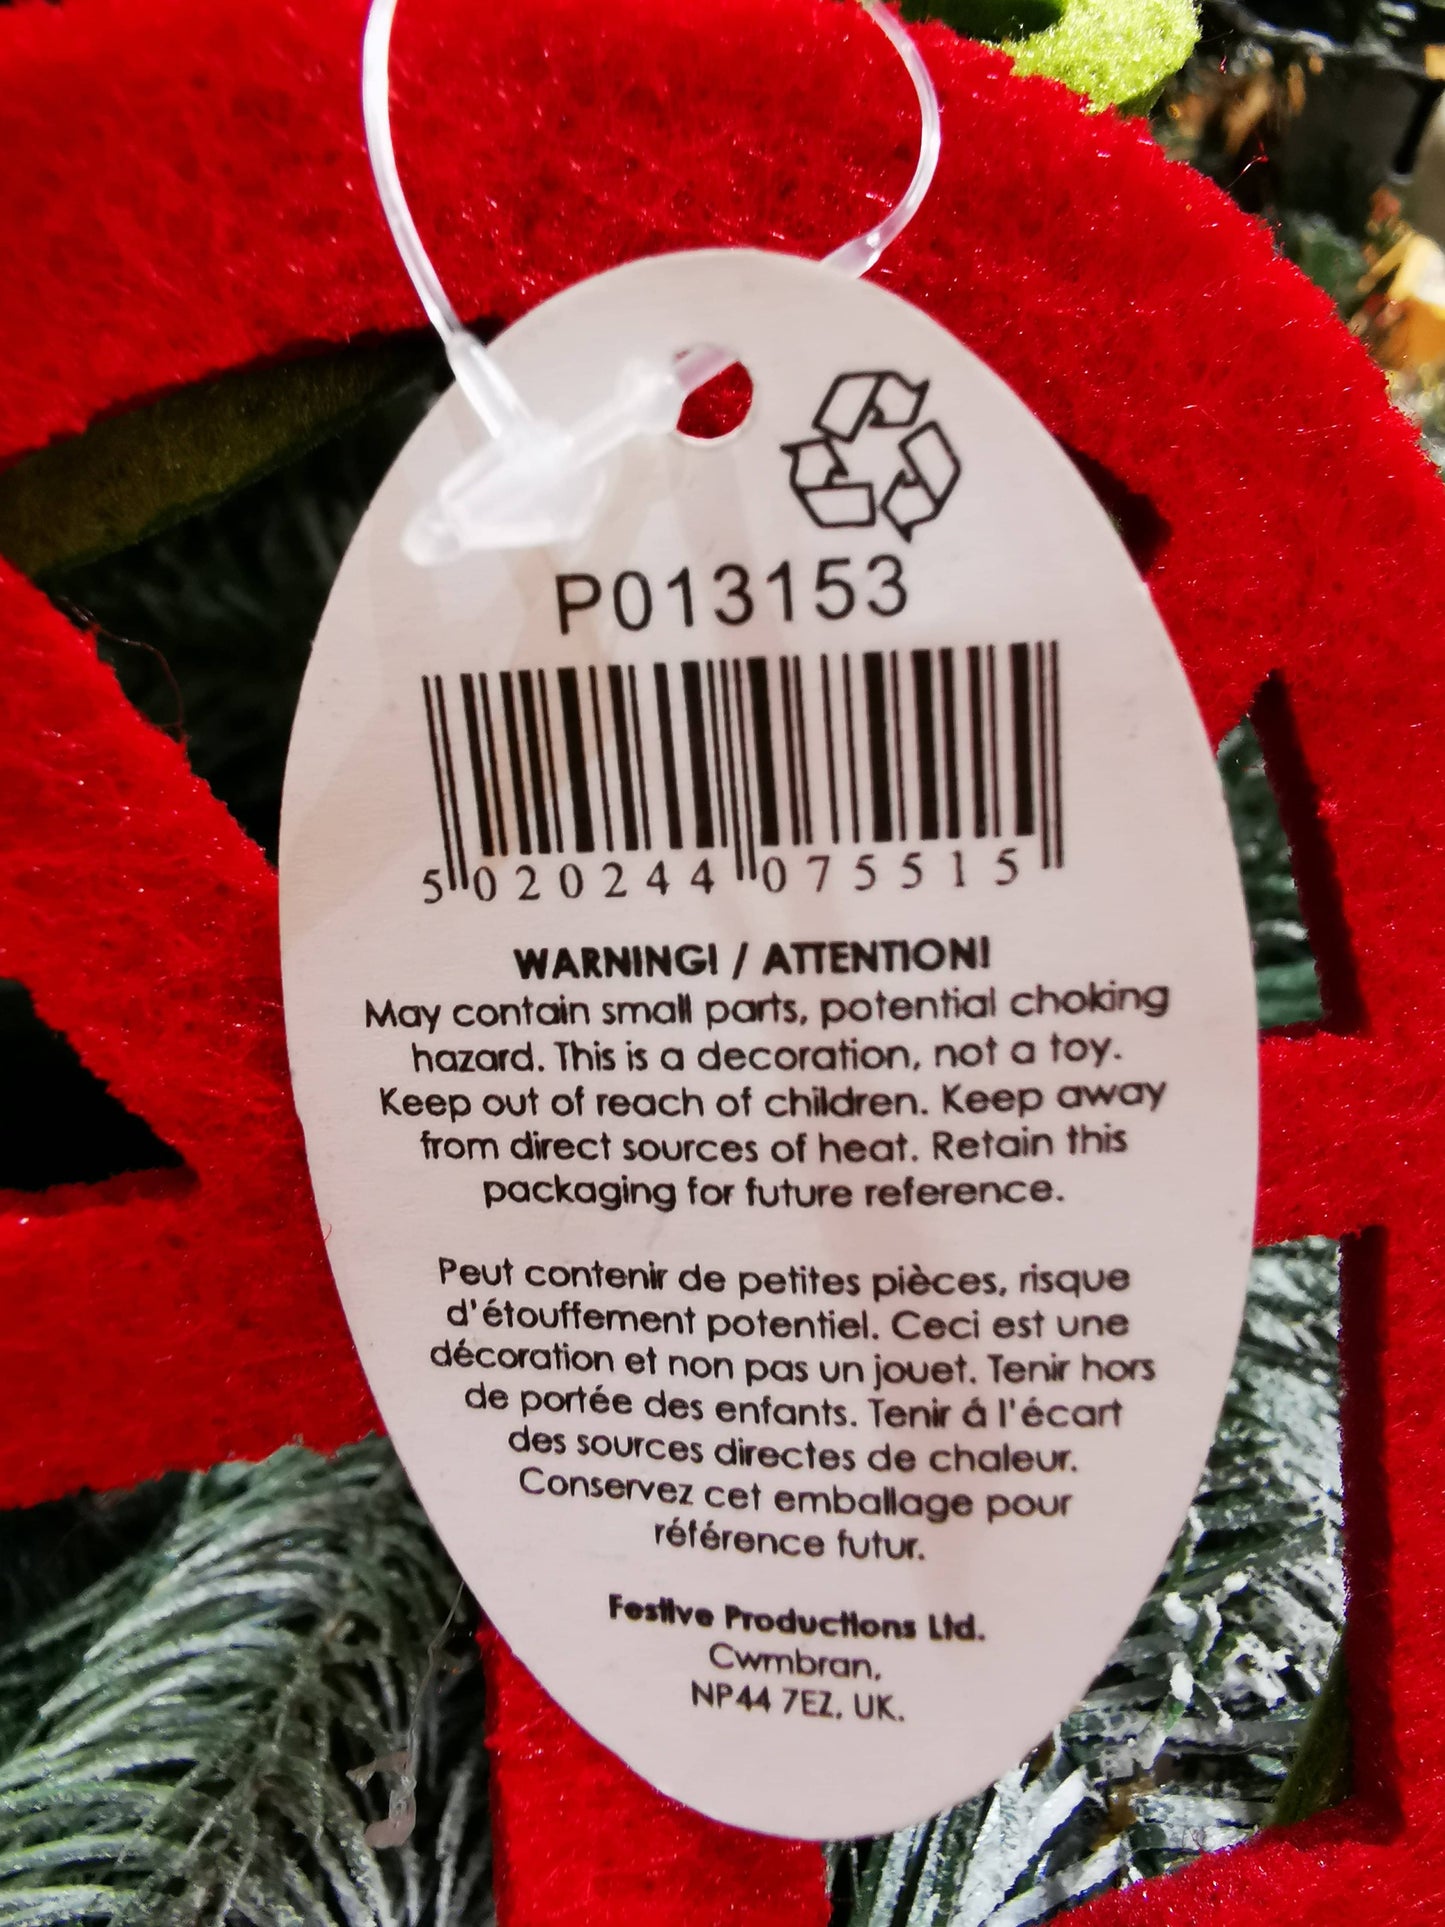 P013153
5 020244 075515
WARNING! / ATTENTION!
May contain small parts, potential choking
hazard. This is a decoration, not a toy.
Keep out of reach of children. Keep away
from direct sources of heat. Retain this
packaging for future reference.
Peut contenir de petites pièces, risque
d'étouffement potentiel. Ceci est une
décoration et non pas un jouet. Tenir hors
de portée des enfants. Tenir á l'écart
des sources directes de chaleur.
Conservez cet emballage pour
référence futur.
Festive Productions Ltd.
Cwmbran,
NP44 7EZ, UK.